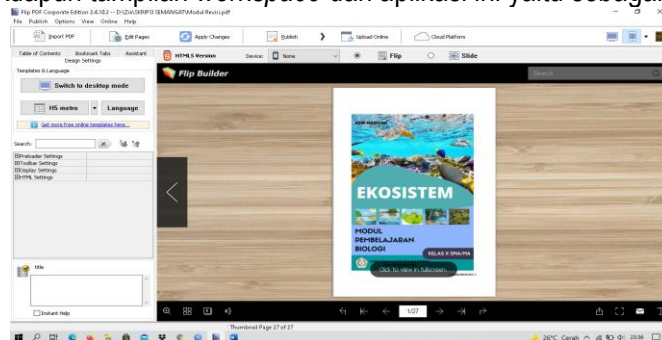 adapun tampilan workspace dari aplikasi ini yaitu sebagai
Flip PDF Corporate Edition 2.4.10.2 -- D:\Zia\SKRIPSI SEMANGAT\Modul Revisi.pdf
File Publish Options View Online Help
Import PDF Edit Pages Apply Changes Publish Upload Online Cloud Platform
Table of Contents Bookmark Tabs Assistant
Design Settings
HTML5 Version Device: None Flip Slide
Templates & Language
Flip Builder Search
Switch to desktop mode
H5 metro Language
Get more free online templates here...
Search:
Preloader Settings
Toolbar Settings
Display Settings
HTML Settings
EKOSISTEM
MODUL
PEMBELAJARAN
BIOLOGI
KELAS X SMA/MA
Click to view in fullscreen
title
Instant Help
1/27
Thumbnail Page 27 of 27
26°C Cerah 23:38